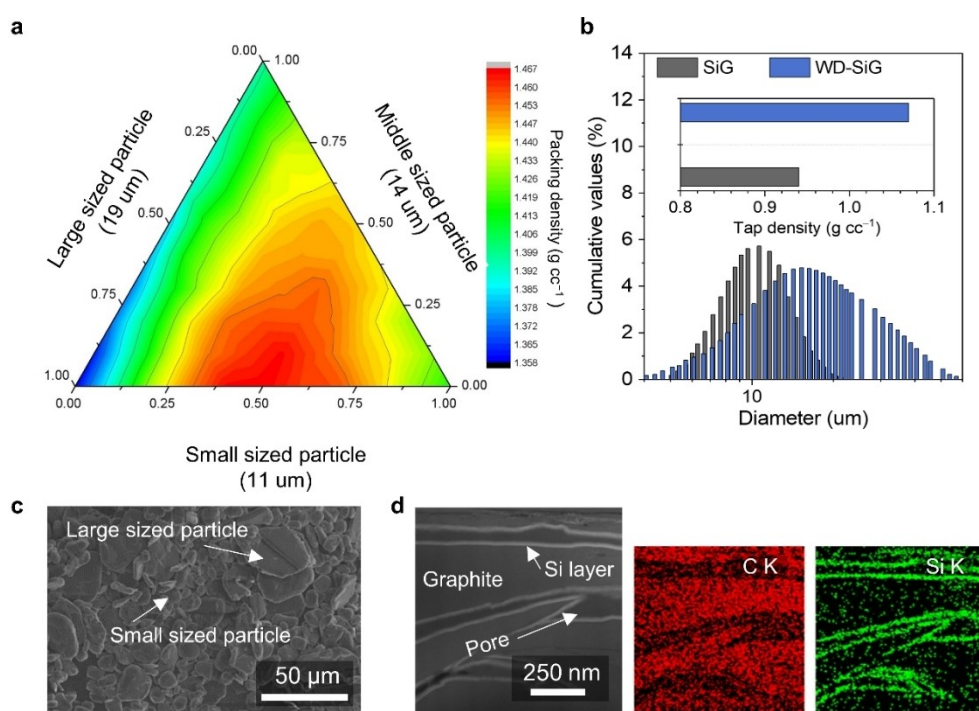 a
0.00
1.00
0.25
0.75
0.50
0.50
0.75
0.25
1.00
0.00
0.00
0.25
0.50
0.75
1.00
Large sized particle
(19 um)
Middle sized particle
(14 um)
Small sized particle
(11 um)
1.467
1.460
1.453
1.447
1.440
1.433
1.426
1.419
1.413
1.406
1.399
1.392
1.385
1.378
1.372
1.365
1.358
Packing density (g cc⁻¹)
b
14
12
10
8
6
4
2
0
Cumulative values (%)
SiG
WD-SiG
0.8
0.9
1.0
1.1
Tap density (g cc⁻¹)
10
Diameter (um)
c
Large sized particle
Small sized particle
50 µm
d
Si layer
Graphite
Pore
250 nm
C K
Si K